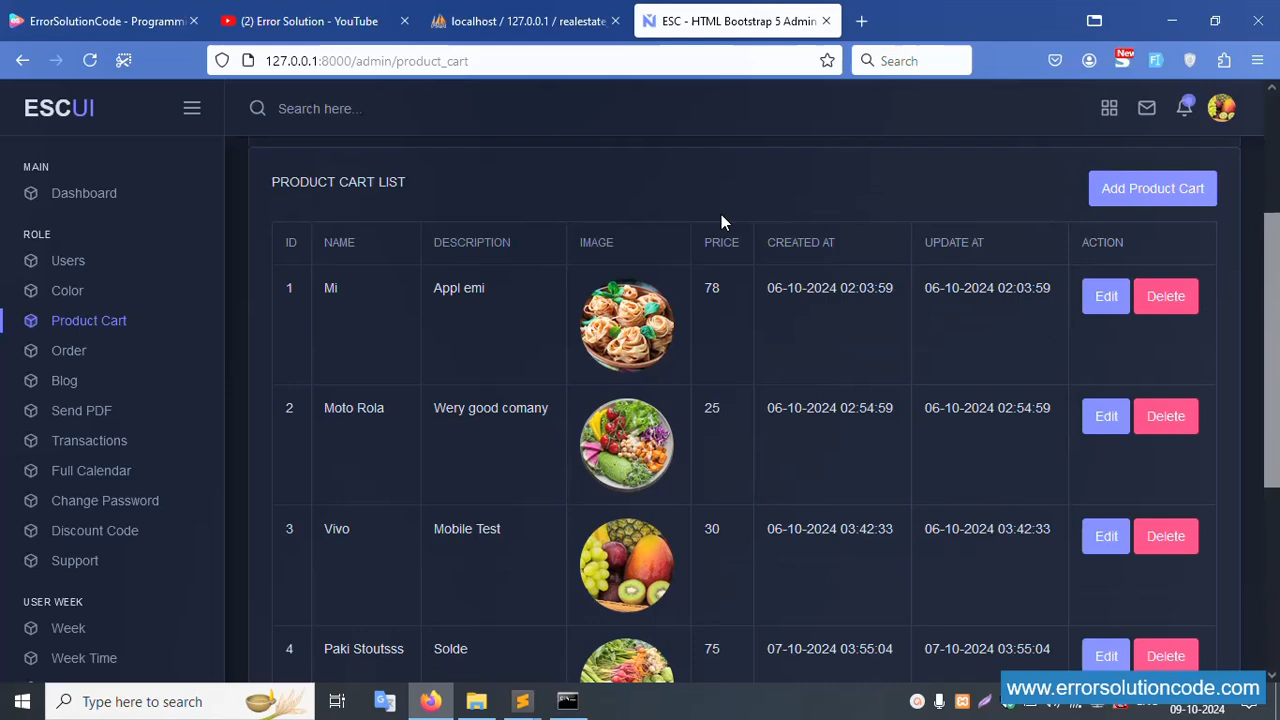 ErrorSolutionCode - Programmi
(2) Error Solution - YouTube
localhost / 127.0.0.1 / realestate
ESC - HTML Bootstrap 5 Admin
127.0.0.1:8000/admin/product_cart
Search
New
ESCUI
Search here...
MAIN
Dashboard
ROLE
Users
Color
Product Cart
Order
Blog
Send PDF
Transactions
Full Calendar
Change Password
Discount Code
Support
USER WEEK
Week
Week Time
PRODUCT CART LIST
Add Product Cart
ID NAME DESCRIPTION IMAGE PRICE CREATED AT UPDATE AT ACTION
1 Mi Appl emi 78 06-10-2024 02:03:59 06-10-2024 02:03:59 Edit Delete
2 Moto Rola Wery good comany 25 06-10-2024 02:54:59 06-10-2024 02:54:59 Edit Delete
3 Vivo Mobile Test 30 06-10-2024 03:42:33 06-10-2024 03:42:33 Edit Delete
4 Paki Stoutsss Solde 75 07-10-2024 03:55:04 07-10-2024 03:55:04 Edit Delete
www.errorsolutioncode.com
Type here to search
09-10-2024